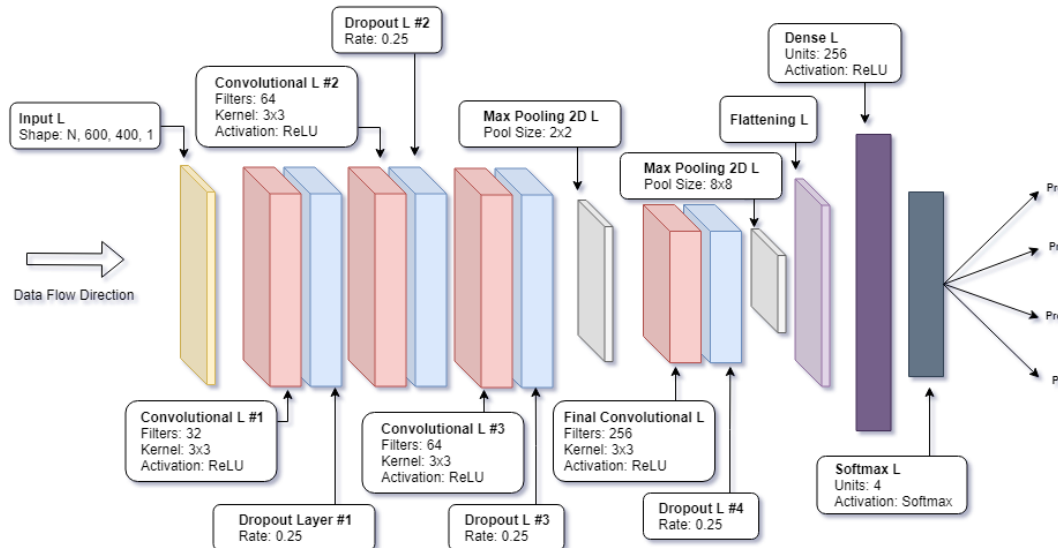 Dropout L #2
Rate: 0.25
Dense L
Units: 256
Activation: ReLU
Convolutional L #2
Filters: 64
Kernel: 3x3
Activation: ReLU
Input L
Shape: N, 600, 400, 1
Max Pooling 2D L
Pool Size: 2x2
Flattening L
Max Pooling 2D L
Pool Size: 8x8
Data Flow Direction
Convolutional L #1
Filters: 32
Kernel: 3x3
Activation: ReLU
Convolutional L #3
Filters: 64
Kernel: 3x3
Activation: ReLU
Final Convolutional L
Filters: 256
Kernel: 3x3
Activation: ReLU
Softmax L
Units: 4
Activation: Softmax
Dropout Layer #1
Rate: 0.25
Dropout L #3
Rate: 0.25
Dropout L #4
Rate: 0.25